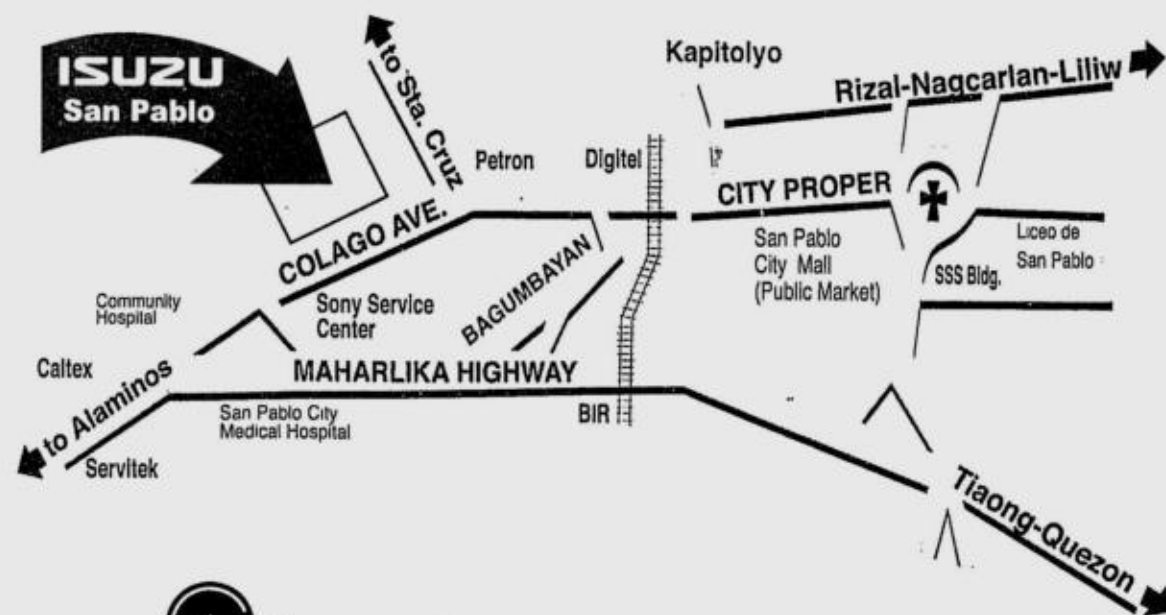 ISUZU
San Pablo
to Sta. Cruz
Kapitolyo
Rizal-Nagcarlan-Liliw
Petron
Digitel
CITY PROPER
COLAGO AVE.
San Pablo
City Mall
(Public Market)
Liceo de
San Pablo
SSS Bldg.
BAGUMBAYAN
Community
Hospital
Sony Service
Center
Caltex
MAHARLIKA HIGHWAY
to Alaminos
San Pablo City
Medical Hospital
BIR
Servitek
Tiaong-Quezon